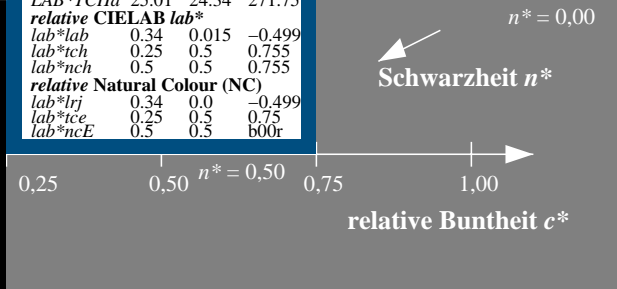 LAB*TCHa 25.01 24.34 271.75
relative CIELAB lab*
lab*lab 0.34 0.015 −0.499
lab*tch 0.25 0.5 0.755
lab*nch 0.5 0.5 0.755
relative Natural Colour (NC)
lab*lrj 0.34 0.0 −0.499
lab*tce 0.25 0.5 0.75
lab*ncE 0.5 0.5 b00r
n* = 0,00
Schwarzheit n*
n* = 0,50
0,25 0,50 0,75 1,00
relative Buntheit c*